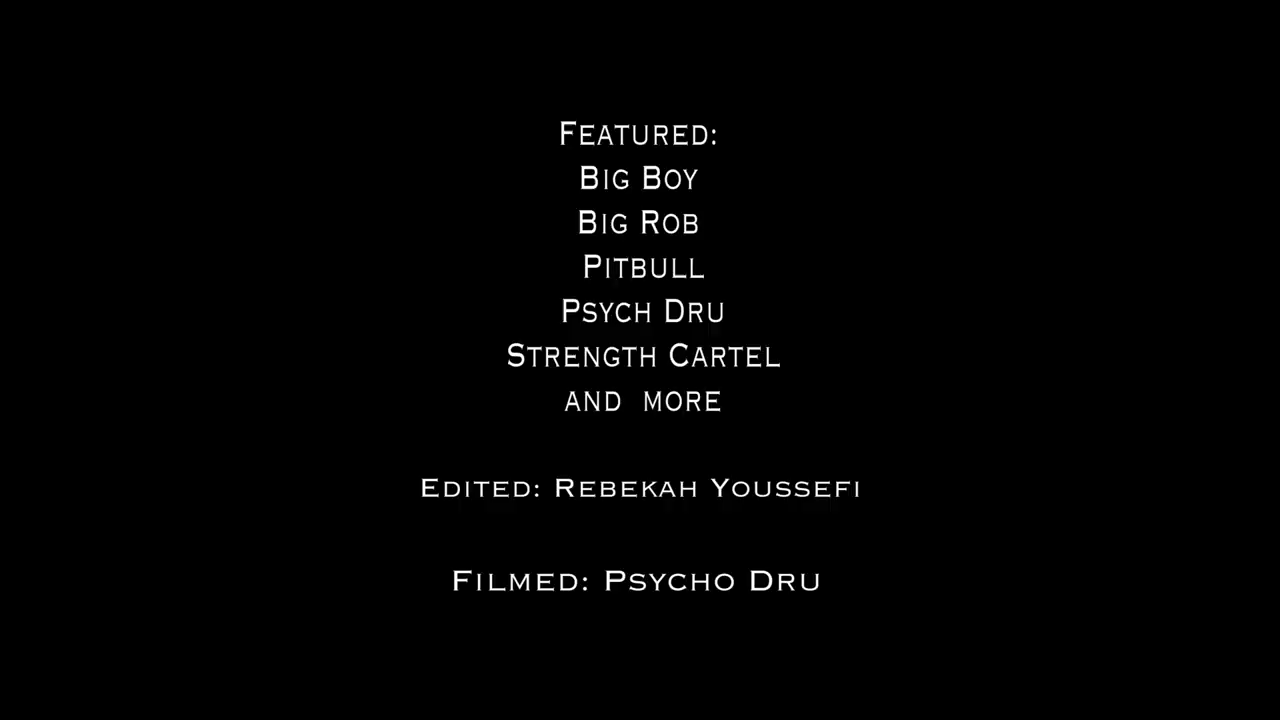 Featured:
Big Boy
Big Rob
Pitbull
Psych Dru
Strength Cartel
and more
Edited: Rebekah Youssefi
Filmed: Psycho Dru